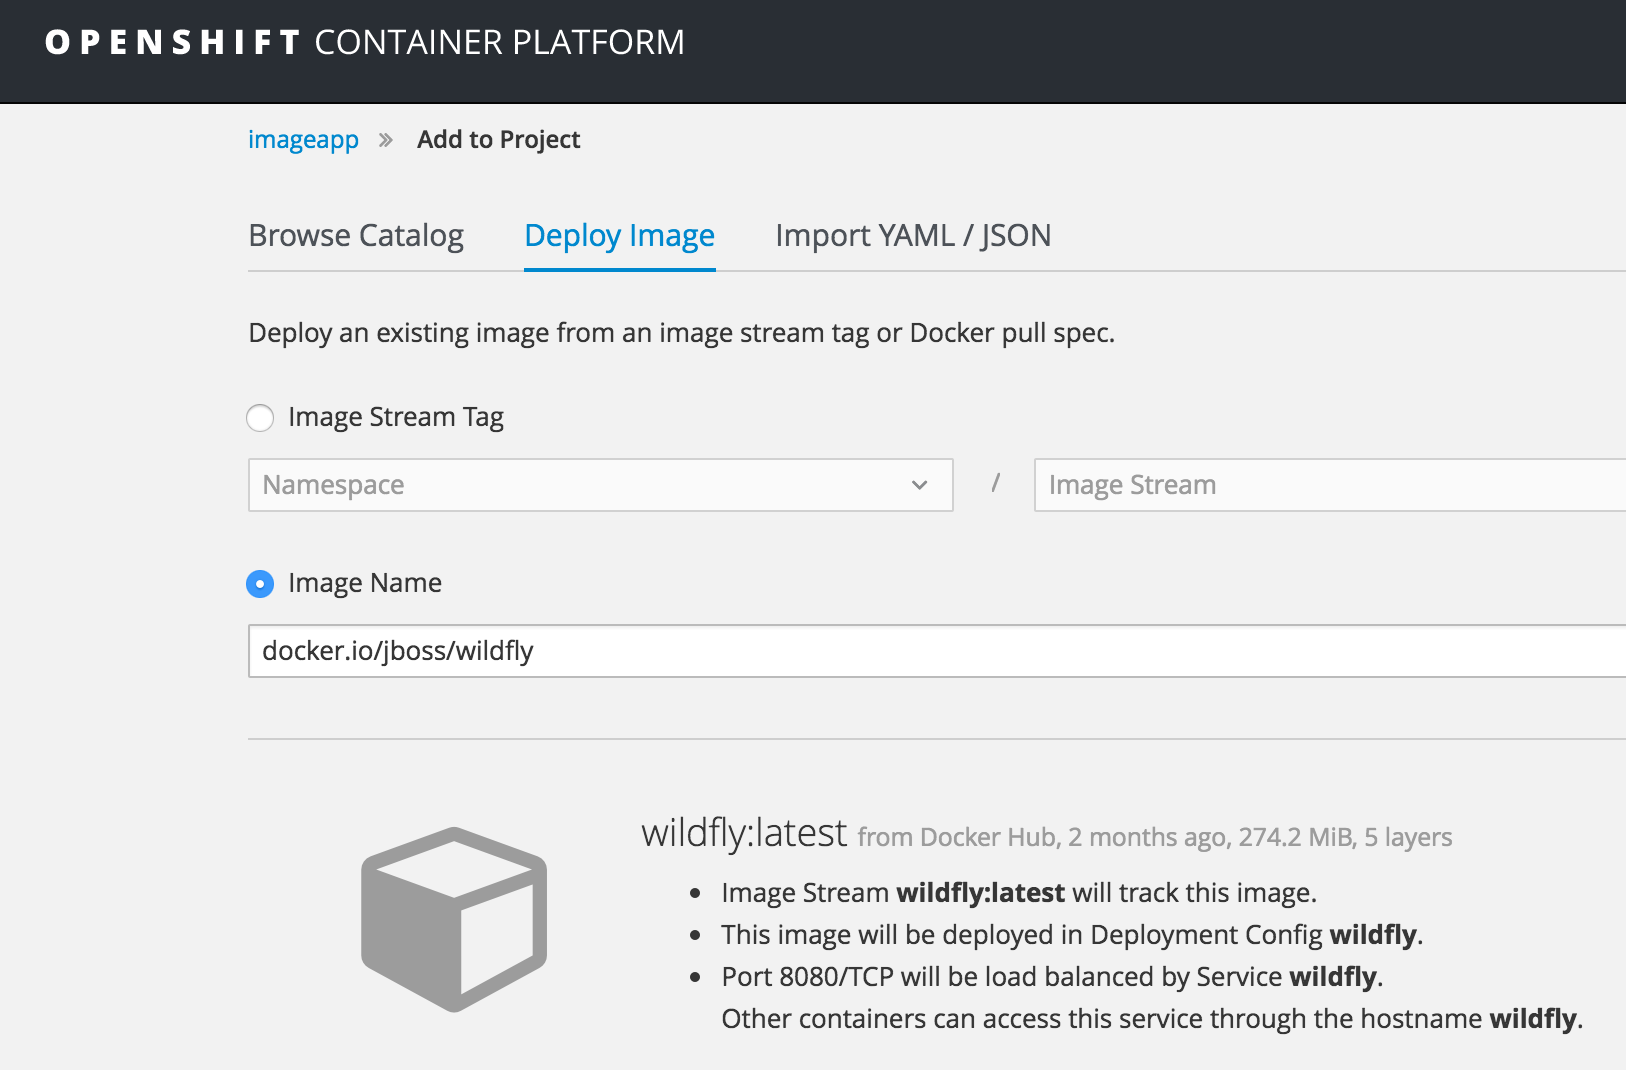 OPENSHIFT CONTAINER PLATFORM
imageapp » Add to Project
Browse Catalog Deploy Image Import YAML / JSON
Deploy an existing image from an image stream tag or Docker pull spec.
Image Stream Tag
Namespace / Image Stream
Image Name
docker.io/jboss/wildfly
wildfly:latest from Docker Hub, 2 months ago, 274.2 MiB, 5 layers
• Image Stream wildfly:latest will track this image.
• This image will be deployed in Deployment Config wildfly.
• Port 8080/TCP will be load balanced by Service wildfly.
Other containers can access this service through the hostname wildfly.